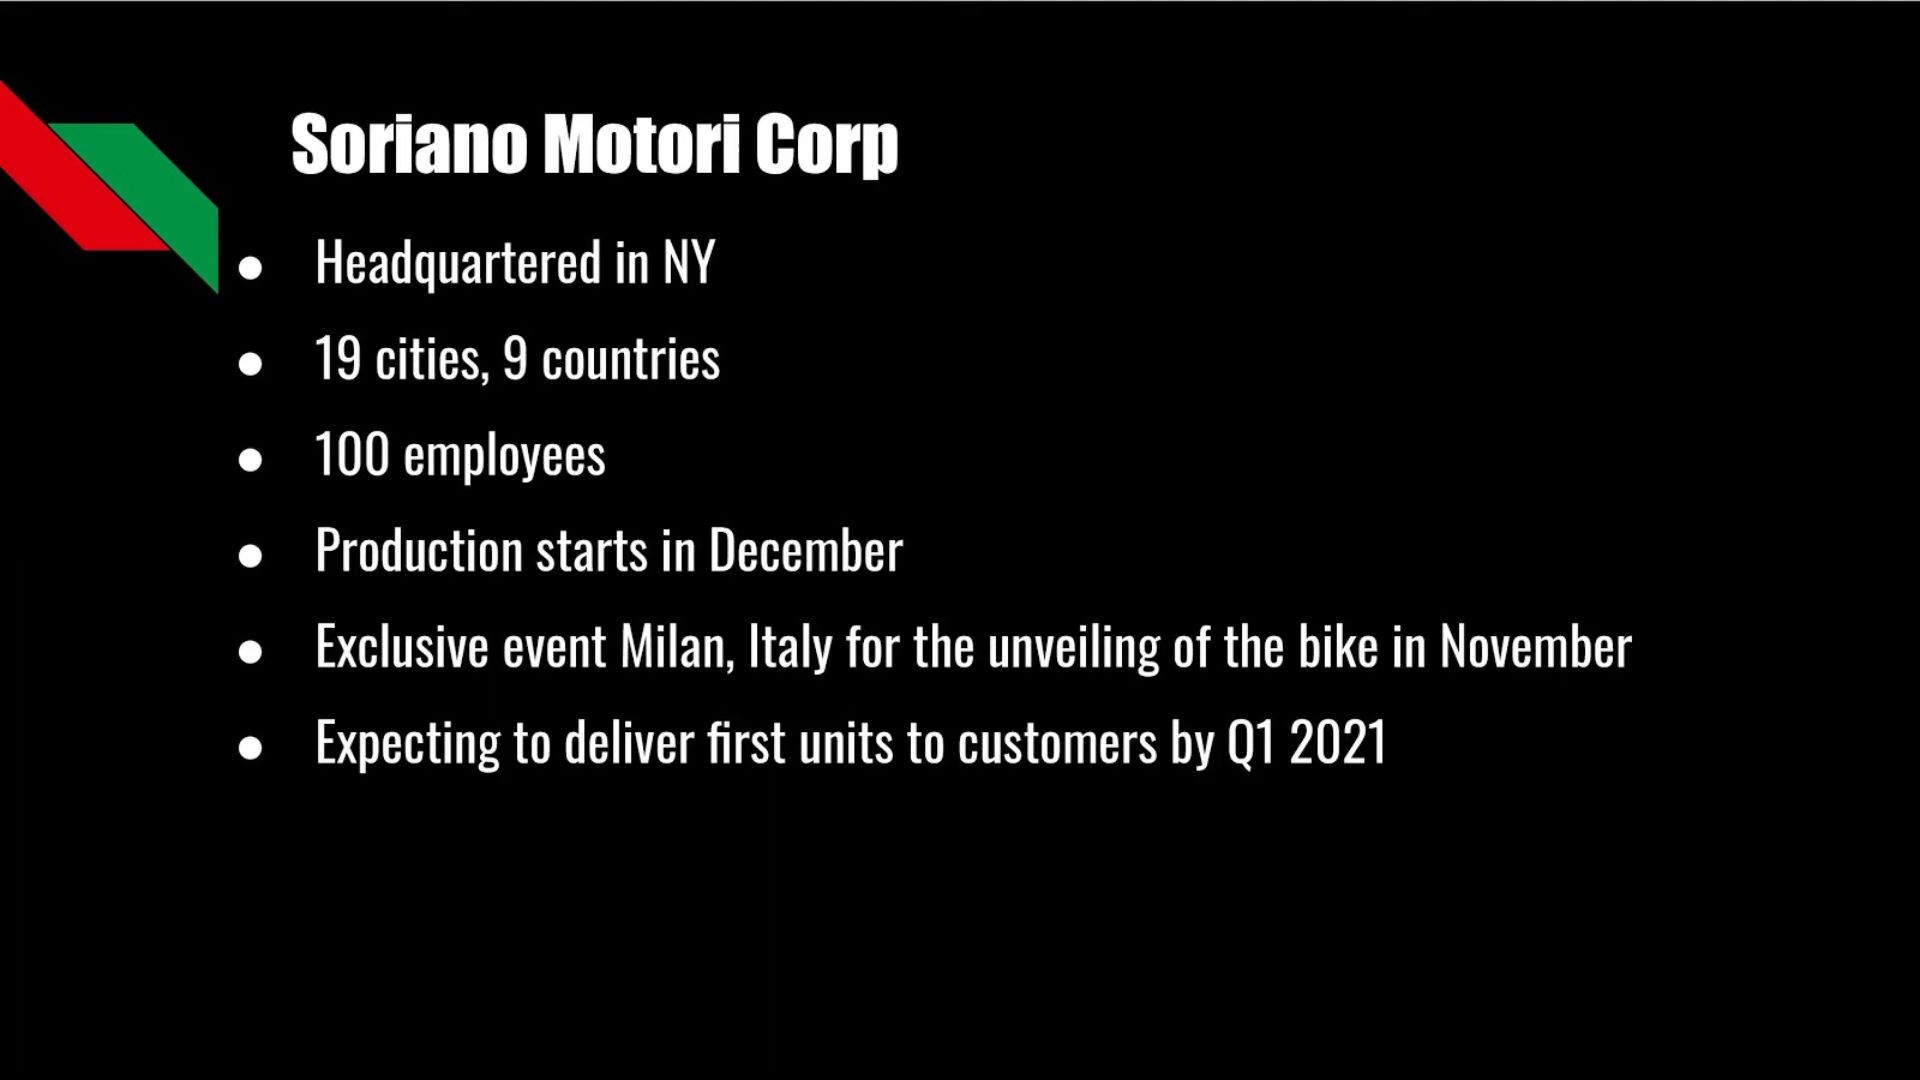 Soriano Motori Corp
● Headquartered in NY
● 19 cities, 9 countries
● 100 employees
● Production starts in December
● Exclusive event Milan, Italy for the unveiling of the bike in November
● Expecting to deliver first units to customers by Q1 2021